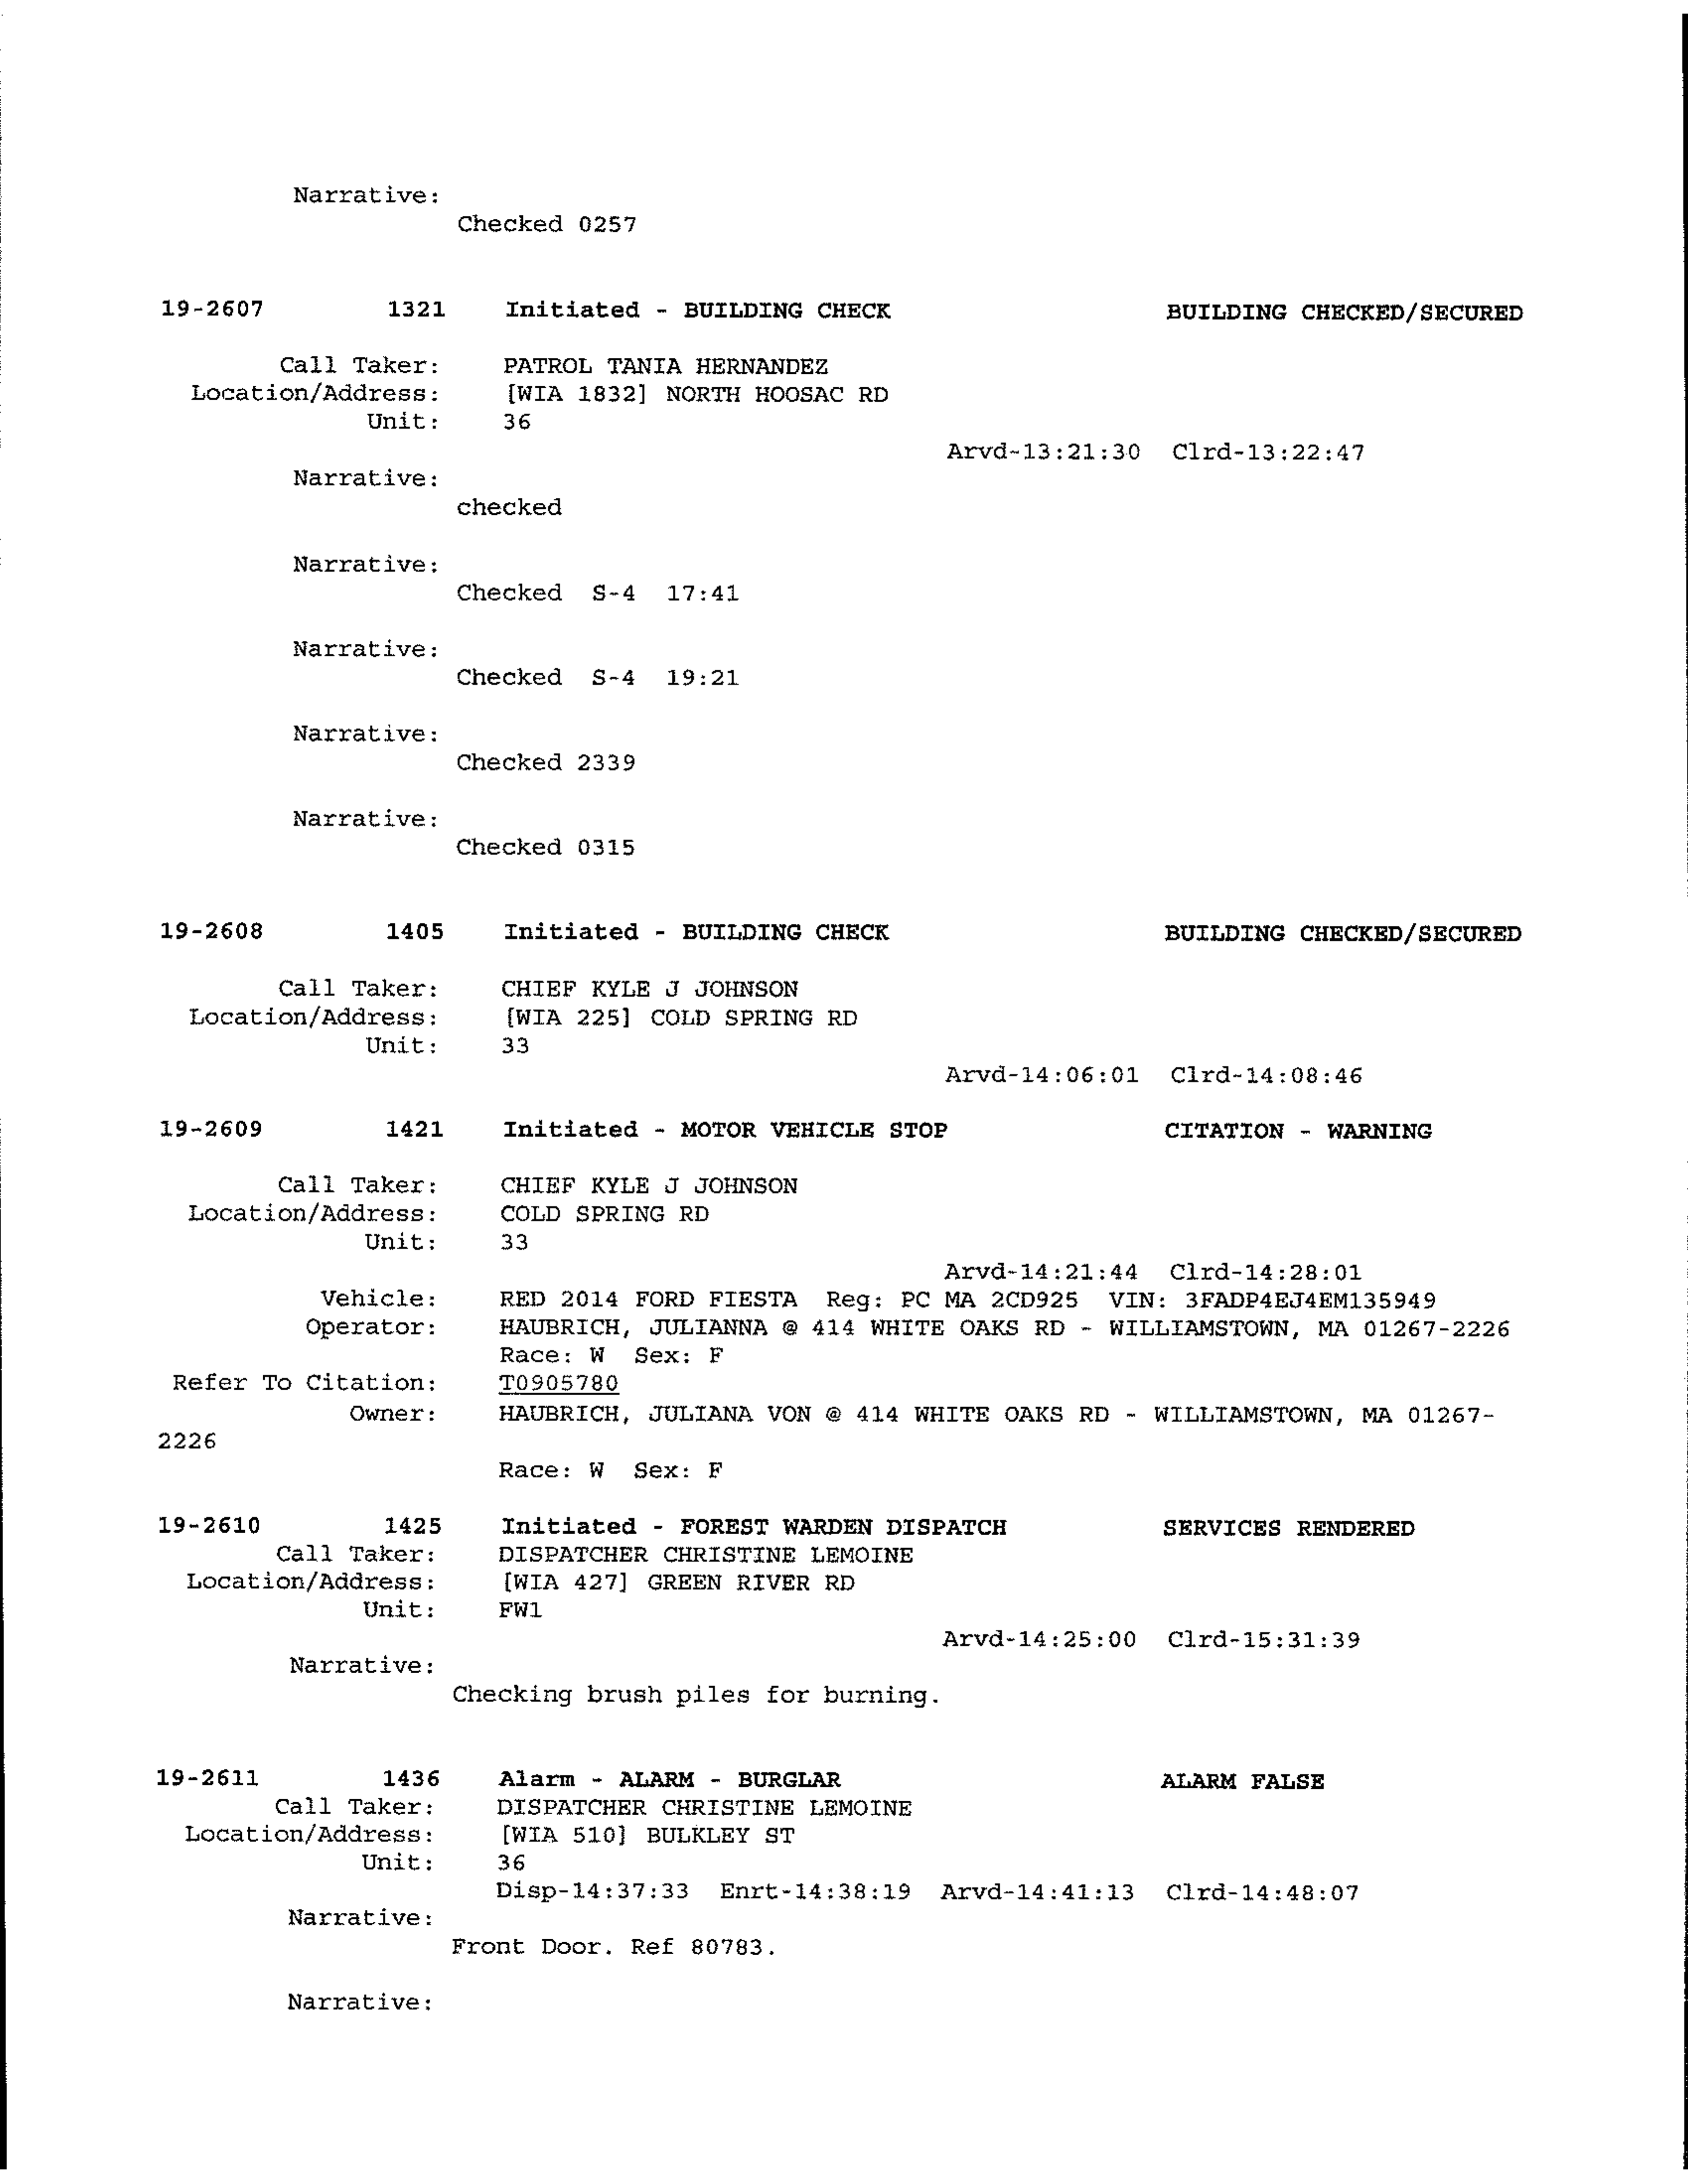 Narrative:
Checked 0257
19-2607 1321 Initiated - BUILDING CHECK BUILDING CHECKED/SECURED
Call Taker: PATROL TANIA HERNANDEZ
Location/Address: [WIA 1832] NORTH HOOSAC RD
Unit: 36
Arvd-13:21:30 Clrd-13:22:47
Narrative:
checked
Narrative:
Checked S-4 17:41
Narrative:
Checked S-4 19:21
Narrative:
Checked 2339
Narrative:
Checked 0315
19-2608 1405 Initiated - BUILDING CHECK BUILDING CHECKED/SECURED
Call Taker: CHIEF KYLE J JOHNSON
Location/Address: [WIA 225] COLD SPRING RD
Unit: 33
Arvd-14:06:01 Clrd-14:08:46
19-2609 1421 Initiated - MOTOR VEHICLE STOP CITATION - WARNING
Call Taker: CHIEF KYLE J JOHNSON
Location/Address: COLD SPRING RD
Unit: 33
Arvd-14:21:44 Clrd-14:28:01
Vehicle: RED 2014 FORD FIESTA Reg: PC MA 2CD925 VIN: 3FADP4EJ4EM135949
Operator: HAUBRICH, JULIANNA @ 414 WHITE OAKS RD - WILLIAMSTOWN, MA 01267-2226
Race: W Sex: F
Refer To Citation: T0905780
Owner: HAUBRICH, JULIANA VON @ 414 WHITE OAKS RD - WILLIAMSTOWN, MA 01267-
2226
Race: W Sex: F
19-2610 1425 Initiated - FOREST WARDEN DISPATCH SERVICES RENDERED
Call Taker: DISPATCHER CHRISTINE LEMOINE
Location/Address: [WIA 427] GREEN RIVER RD
Unit: FW1
Arvd-14:25:00 Clrd-15:31:39
Narrative:
Checking brush piles for burning.
19-2611 1436 Alarm - ALARM - BURGLAR ALARM FALSE
Call Taker: DISPATCHER CHRISTINE LEMOINE
Location/Address: [WIA 510] BULKLEY ST
Unit: 36
Disp-14:37:33 Enrt-14:38:19 Arvd-14:41:13 Clrd-14:48:07
Narrative:
Front Door. Ref 80783.
Narrative: